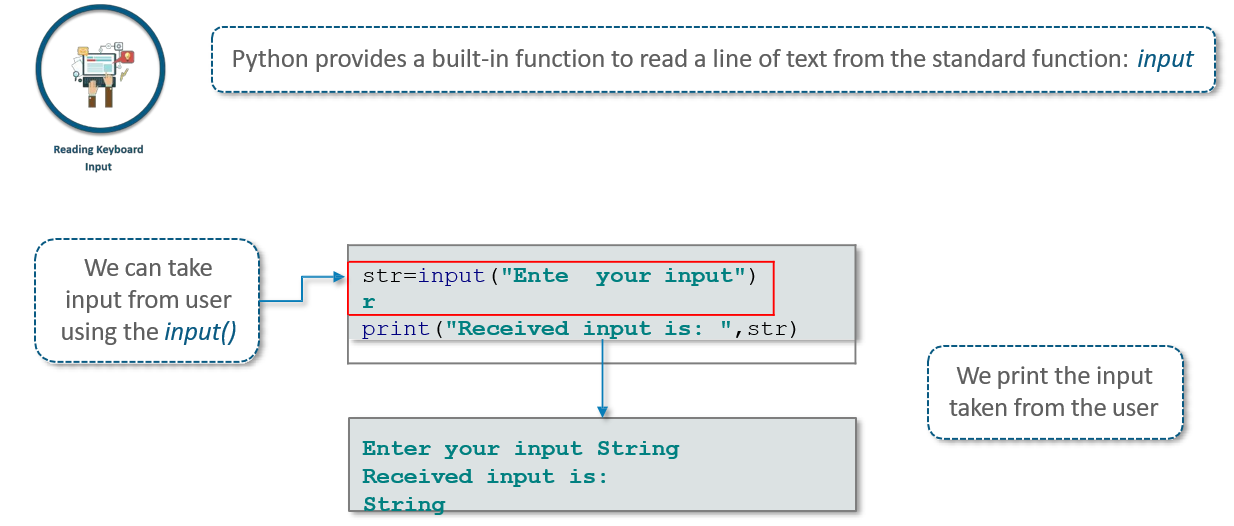 Python provides a built-in function to read a line of text from the standard function: input
Reading Keyboard
Input
We can take
input from user
using the input()
str=input("Ente  your input")
r
print("Received input is: ",str)
We print the input
taken from the user
Enter your input String
Received input is:
String